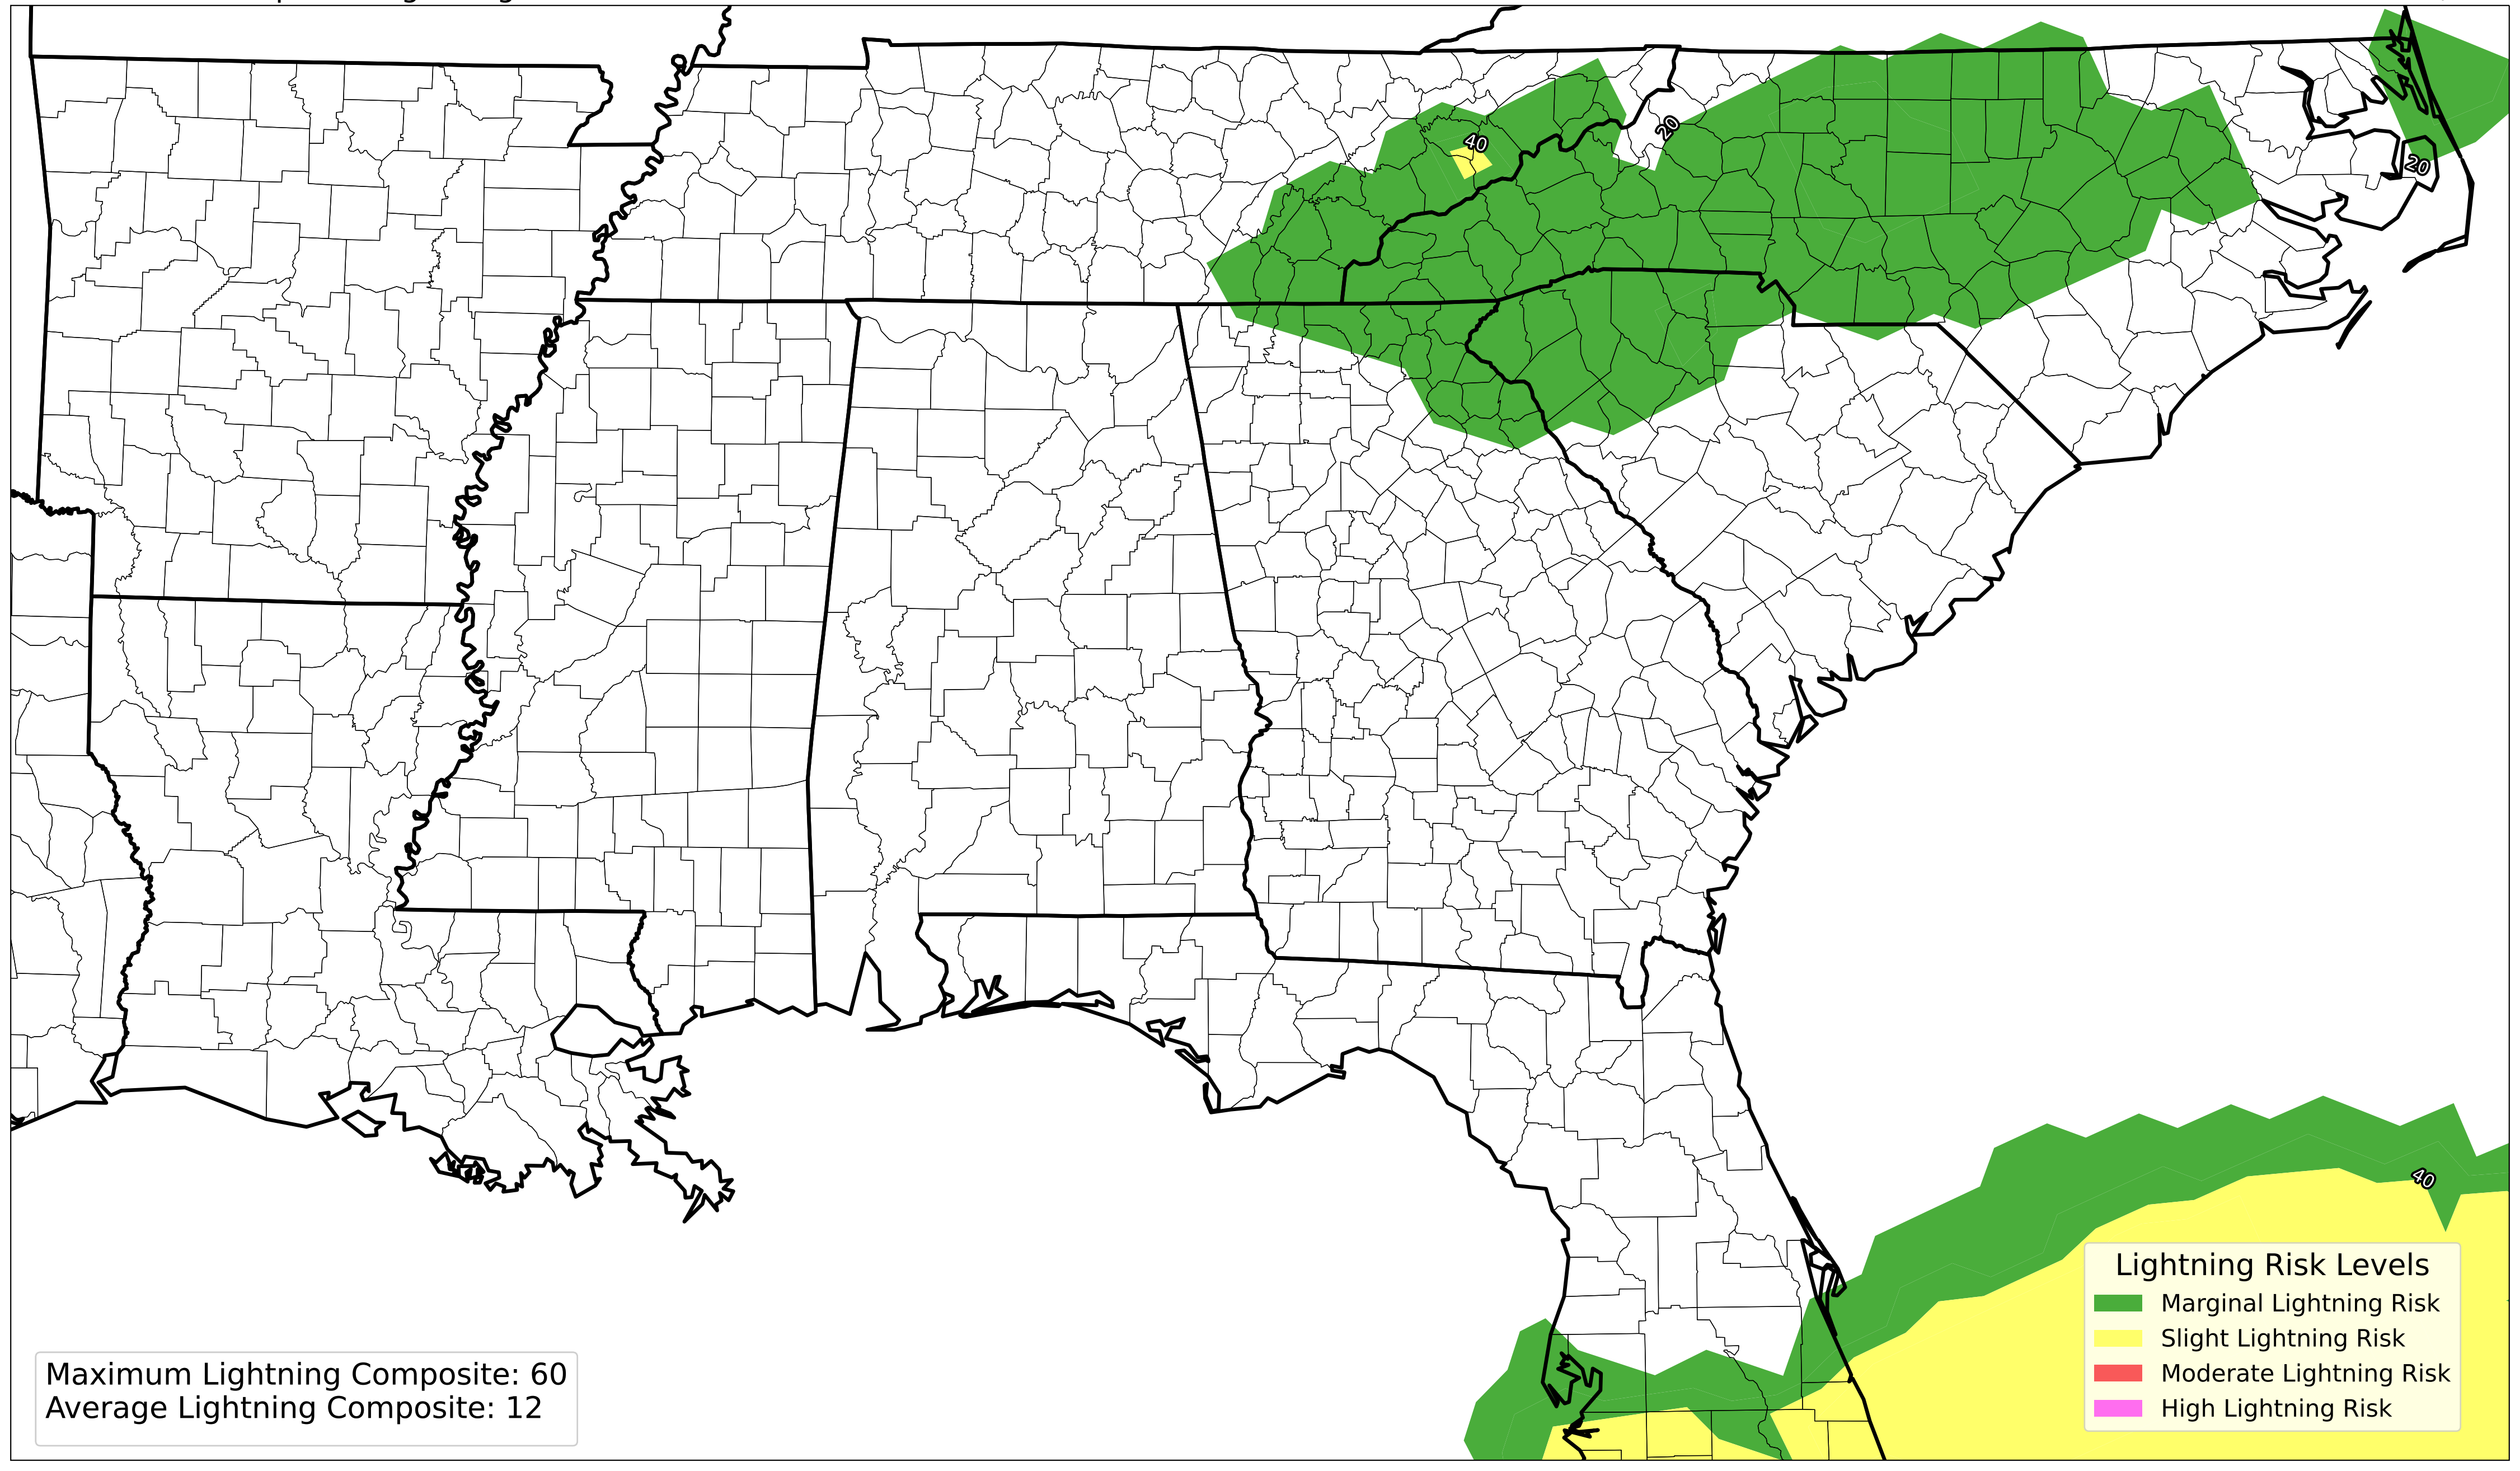 40
20
20
40
Lightning Risk Levels
Marginal Lightning Risk
Slight Lightning Risk
Moderate Lightning Risk
High Lightning Risk
Maximum Lightning Composite: 60
Average Lightning Composite: 12